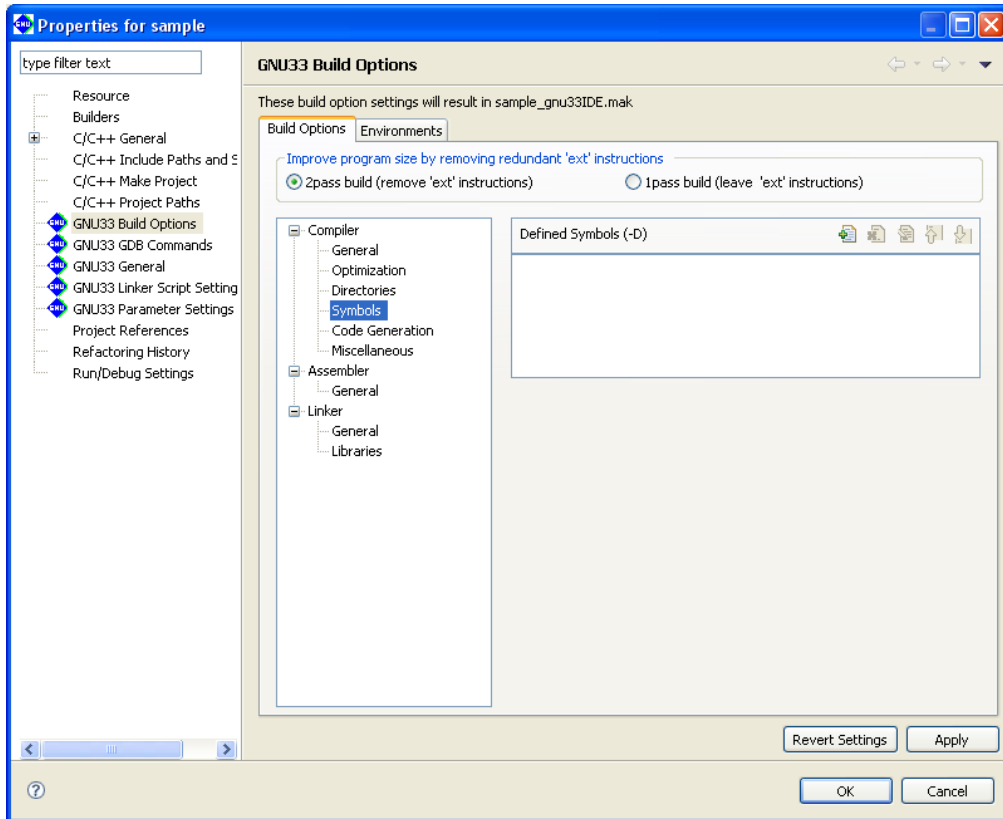 Properties for sample
type filter text
Resource
Builders
C/C++ General
C/C++ Include Paths and S
C/C++ Make Project
C/C++ Project Paths
GNU33 Build Options
GNU33 GDB Commands
GNU33 General
GNU33 Linker Script Setting
GNU33 Parameter Settings
Project References
Refactoring History
Run/Debug Settings
GNU33 Build Options
These build option settings will result in sample_gnu33IDE.mak
Build Options
Environments
Improve program size by removing redundant 'ext' instructions
2pass build (remove 'ext' instructions)
1pass build (leave 'ext' instructions)
Compiler
General
Optimization
Directories
Symbols
Code Generation
Miscellaneous
Assembler
General
Linker
General
Libraries
Defined Symbols (-D)
Revert Settings
Apply
OK
Cancel